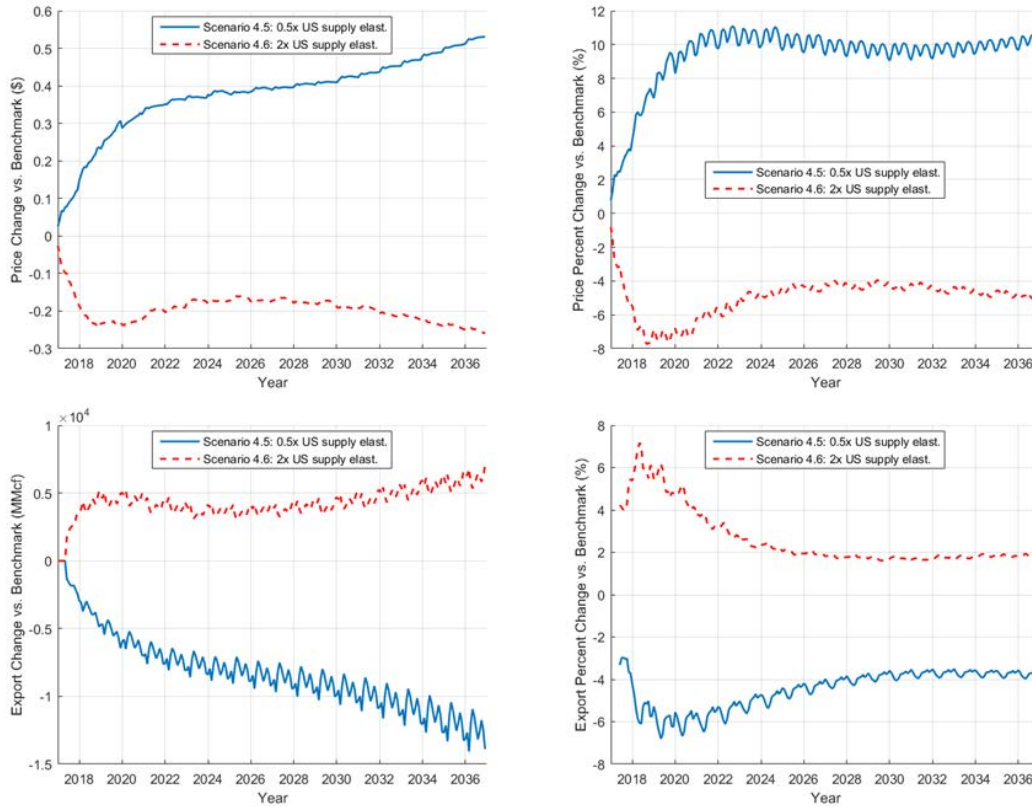 0.6
0.5
0.4
0.3
0.2
0.1
0
-0.1
-0.2
-0.3
Price Change vs. Benchmark ($)
Scenario 4.5: 0.5x US supply elast.
Scenario 4.6: 2x US supply elast.
2018 2020 2022 2024 2026 2028 2030 2032 2034 2036
Year
12
10
8
6
4
2
0
-2
-4
-6
-8
Price Percent Change vs. Benchmark (%)
Scenario 4.5: 0.5x US supply elast.
Scenario 4.6: 2x US supply elast.
2018 2020 2022 2024 2026 2028 2030 2032 2034 2036
Year
×10^4
1
0.5
0
-0.5
-1
-1.5
Export Change vs. Benchmark (MMcf)
Scenario 4.5: 0.5x US supply elast.
Scenario 4.6: 2x US supply elast.
2018 2020 2022 2024 2026 2028 2030 2032 2034 2036
Year
8
6
4
2
0
-2
-4
-6
-8
Export Percent Change vs. Benchmark (%)
Scenario 4.5: 0.5x US supply elast.
Scenario 4.6: 2x US supply elast.
2018 2020 2022 2024 2026 2028 2030 2032 2034 2036
Year